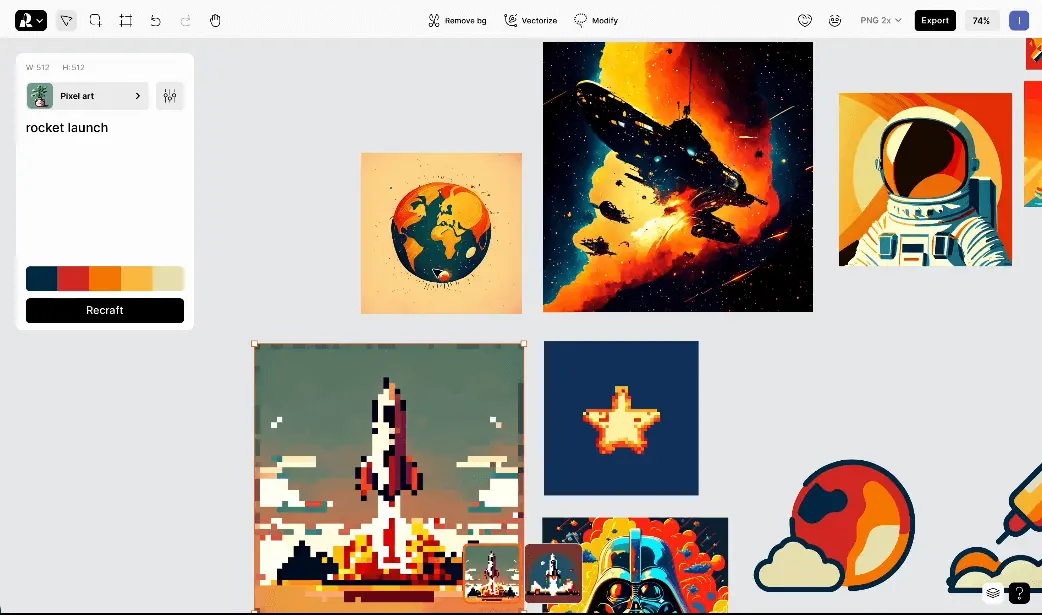 Remove bg
Vectorize
Modify
PNG 2x
Export
74%
I
W: 512 H: 512
Pixel art
rocket launch
Recraft
?